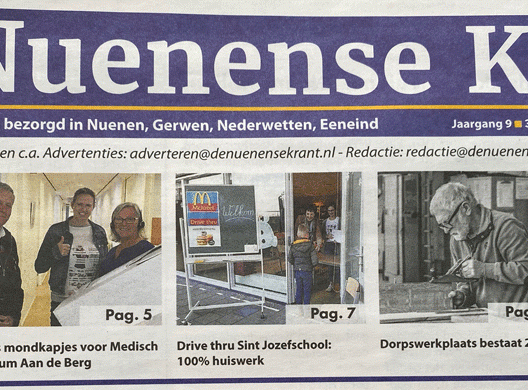 Nuenense K
bezorgd in Nuenen, Gerwen, Nederwetten, Eeneind
Jaargang 9
en c.a. Advertenties: adverteren@denuenensekrant.nl - Redactie: redactie@denuenen
Drive thru
Welkom
Pag. 5
Pag. 7
Pag
s mondkapjes voor Medisch
um Aan de Berg
Drive thru Sint Jozefschool:
100% huiswerk
Dorpswerkplaats bestaat 2